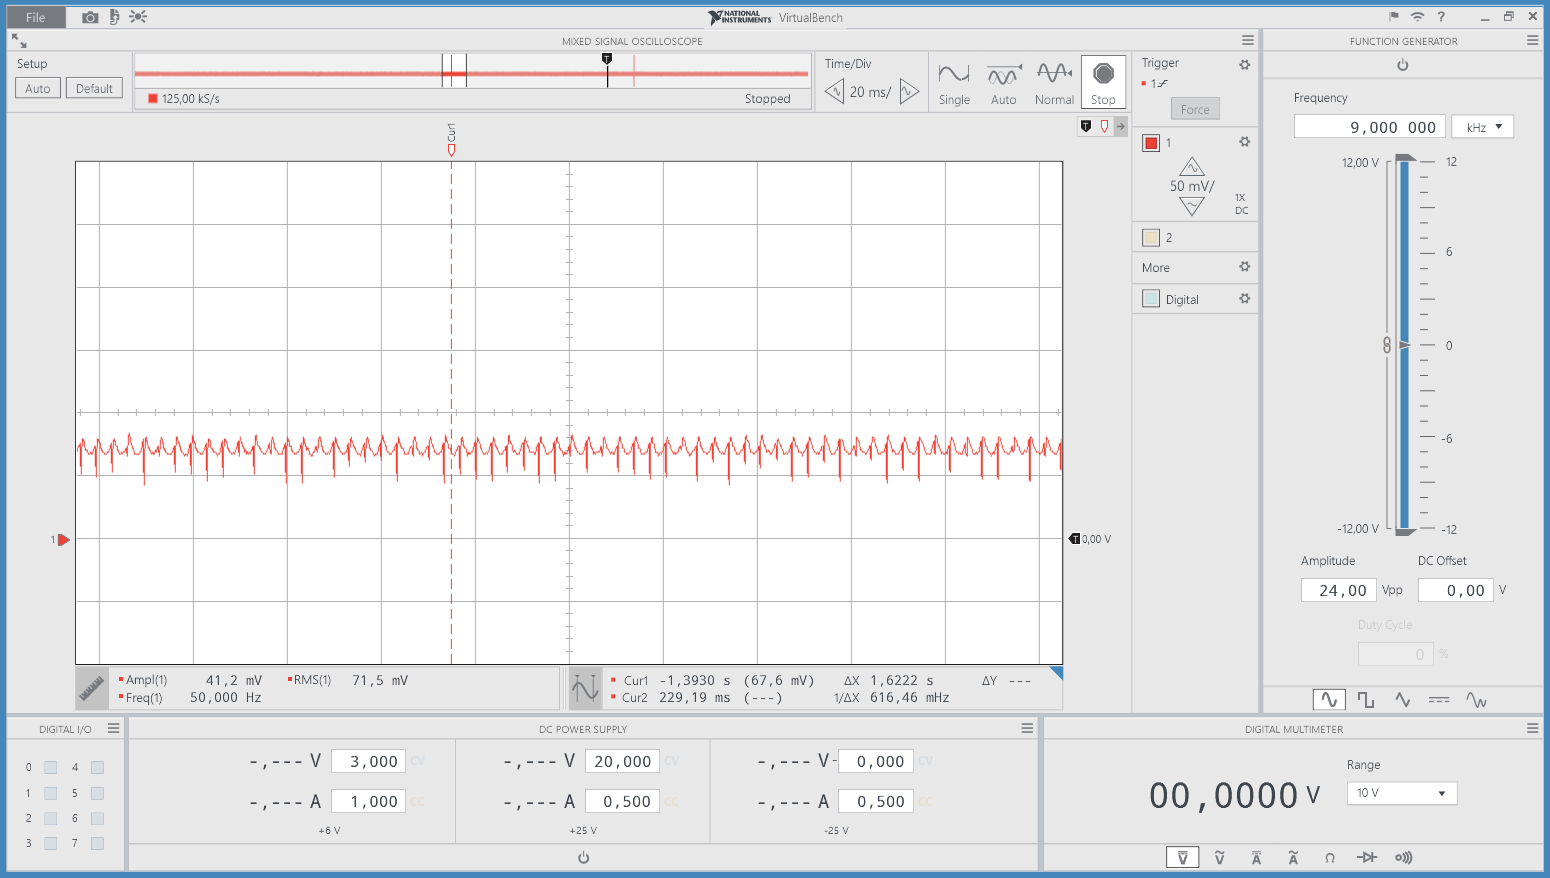 File
NATIONAL INSTRUMENTS VirtualBench
?
MIXED SIGNAL OSCILLOSCOPE
FUNCTION GENERATOR
Setup
Auto Default
T
125,00 kS/s
Stopped
Time/Div
20 ms/
Single Auto Normal Stop
Trigger
1
Force
T
1
50 mV/
1X
DC
2
More
Digital
Cur1
1
T 0,00 V
Ampl(1) 41,2 mV RMS(1) 71,5 mV
Freq(1) 50,000 Hz
Cur1 -1,3930 s (67,6 mV) ΔX 1,6222 s ΔY ---
Cur2 229,19 ms (---) 1/ΔX 616,46 mHz
Frequency
9,000 000 kHz
12,00 V 12
6
0
-6
-12,00 V -12
Amplitude DC Offset
24,00 Vpp 0,00 V
Duty Cycle
0 %
DIGITAL I/O
0 4
1 5
2 6
3 7
DC POWER SUPPLY
-,--- V 3,000 CV -,--- V 20,000 CV -,--- V - 0,000 CV
-,--- A 1,000 CC -,--- A 0,500 CC -,--- A 0,500 CC
+6 V +25 V -25 V
DIGITAL MULTIMETER
Range
00,0000 V 10 V
V V A A Ω